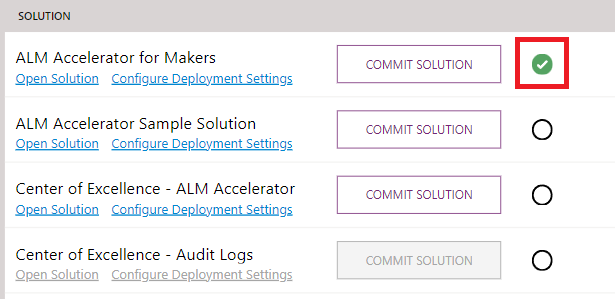 SOLUTION
ALM Accelerator for Makers
Open Solution Configure Deployment Settings
COMMIT SOLUTION
ALM Accelerator Sample Solution
Open Solution Configure Deployment Settings
COMMIT SOLUTION
Center of Excellence - ALM Accelerator
Open Solution Configure Deployment Settings
COMMIT SOLUTION
Center of Excellence - Audit Logs
Open Solution Configure Deployment Settings
COMMIT SOLUTION